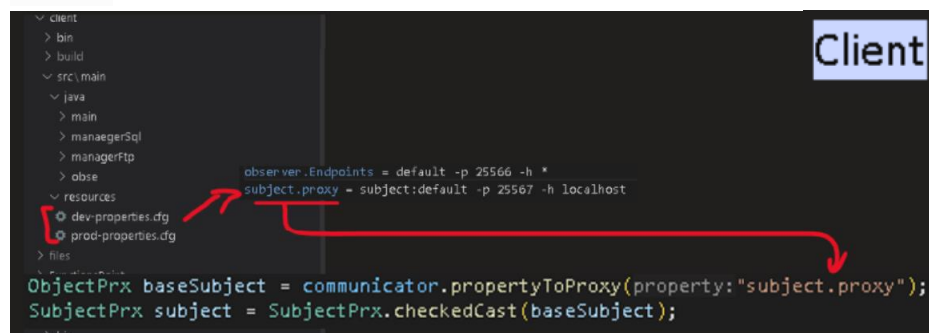 client
Client
> bin
> build
src\main
java
> main
> manaegerSql
> managerFtp
> obse
observer.Endpoints = default -p 25566 -h *
subject.proxy = subject:default -p 25567 -h localhost
resources
dev-properties.cfg
prod-properties.cfg
> files
ObjectPrx baseSubject = communicator.propertyToProxy(property:"subject.proxy");
SubjectPrx subject = SubjectPrx.checkedCast(baseSubject);